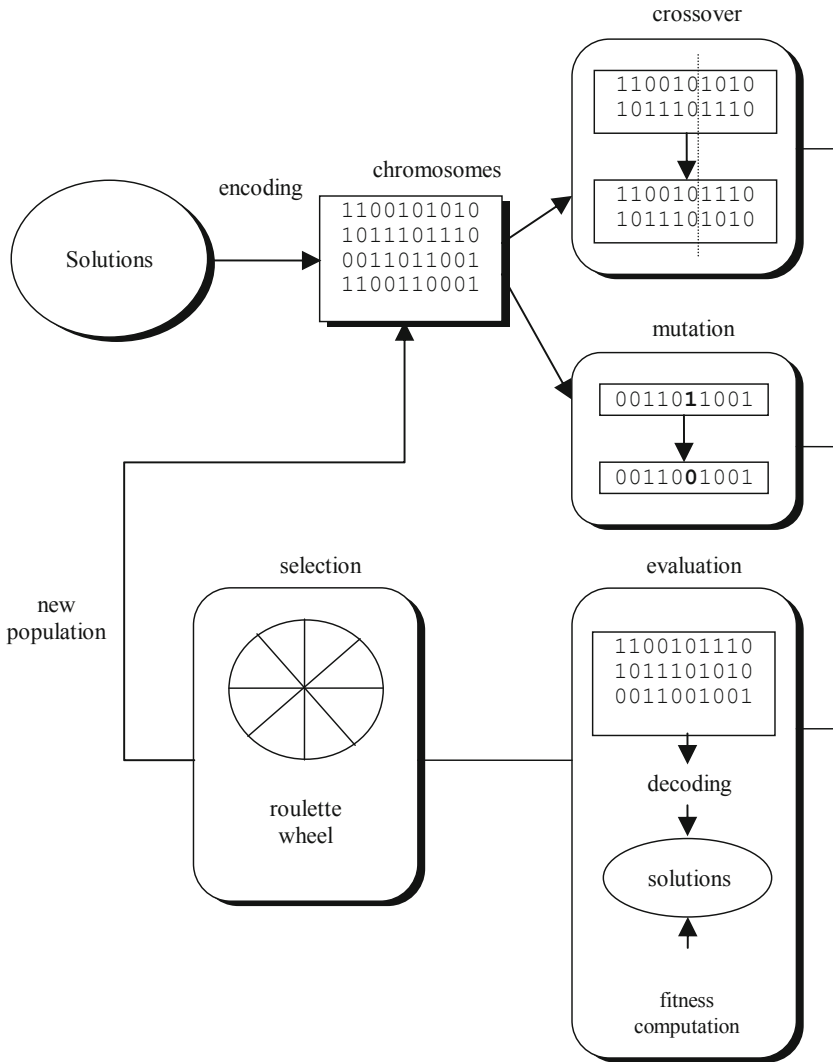 crossover
1100101010
1011101110
1100101110
1011101010
encoding
chromosomes
1100101010
1011101110
0011011001
1100110001
Solutions
mutation
0011011001
0011001001
selection
evaluation
new
population
1100101110
1011101010
0011001001
decoding
roulette
wheel
solutions
fitness
computation